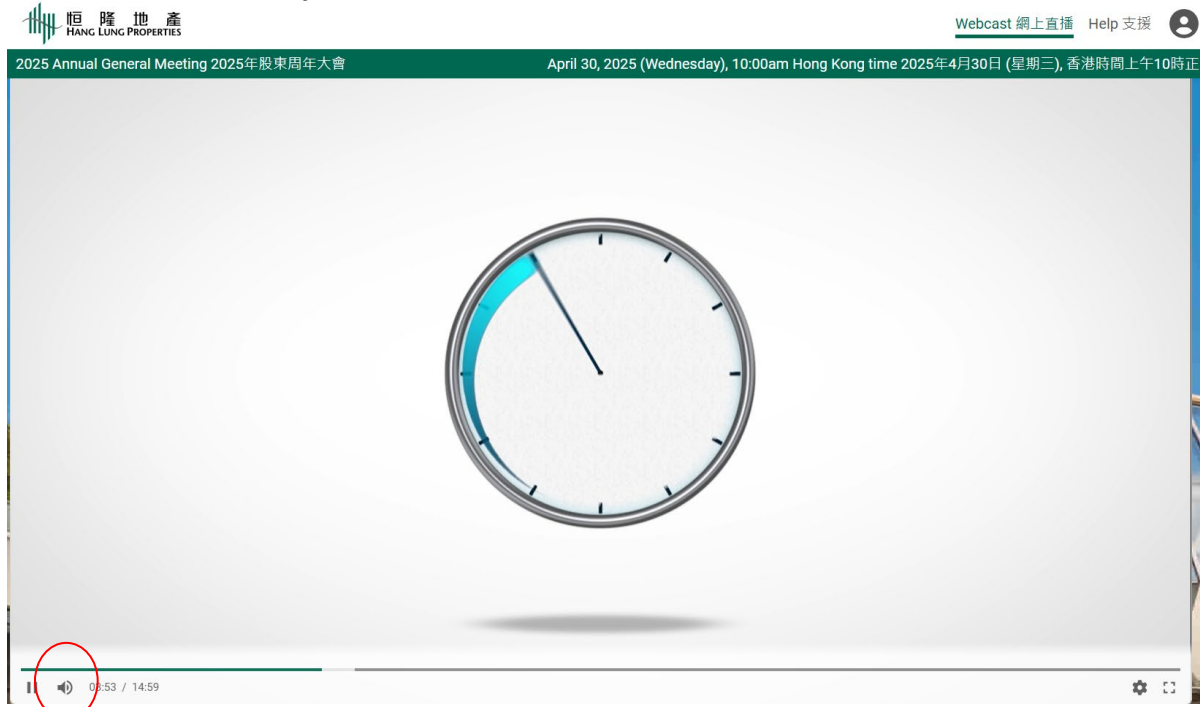 恒隆地產
HANG LUNG PROPERTIES
Webcast 網上直播 Help 支援
2025 Annual General Meeting 2025年股東周年大會 April 30, 2025 (Wednesday), 10:00am Hong Kong time 2025年4月30日 (星期三), 香港時間上午10時正
03:53 / 14:59